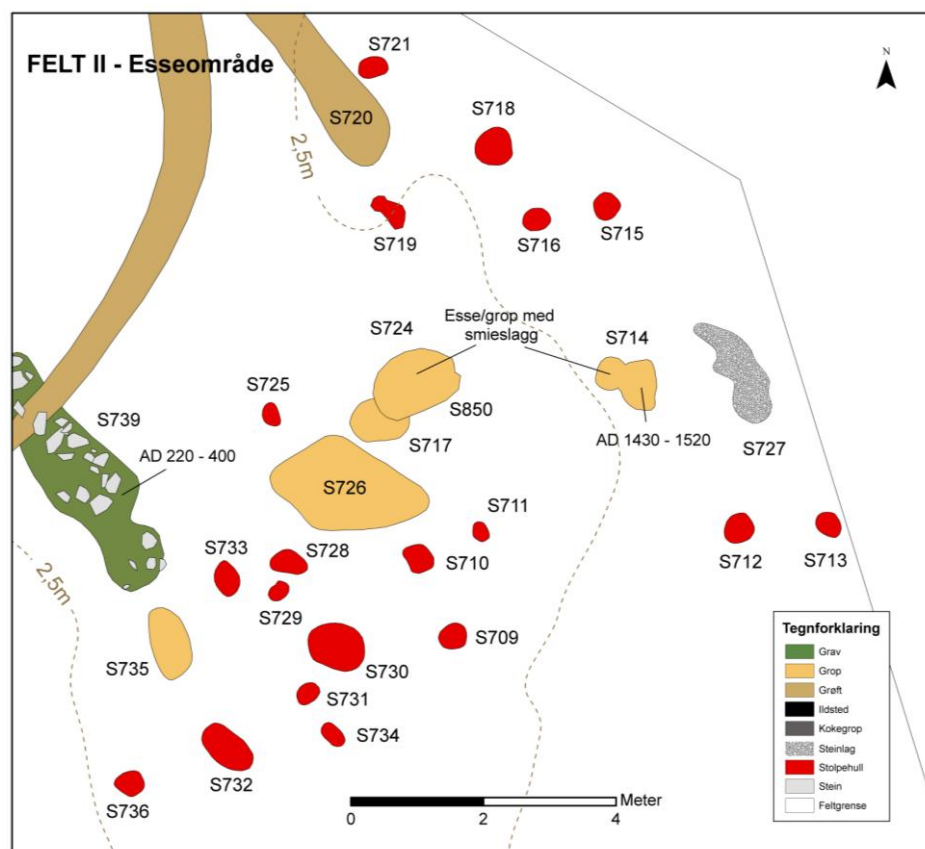 FELT II - Esseområde
N
S721
S720
S718
2,5m
S719
S716
S715
Esse/grop med
smieslagg
S724
S714
S725
S850
S739
S717
AD 1430 - 1520
S727
AD 220 - 400
S726
S711
S733
S728
S710
S712
S713
2,5m
S729
S709
S735
S730
S731
S734
S732
S736
Meter
0
2
4
Tegnforklaring
Grav
Grop
Grøft
Ildsted
Kokegrop
Steinlag
Stolpehull
Stein
Feltgrense